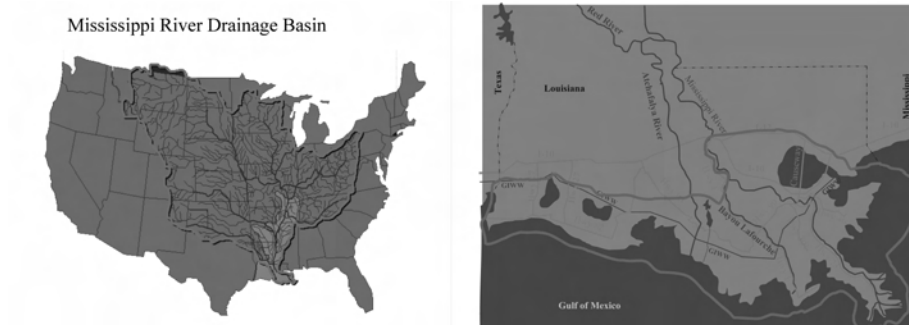 Mississippi River Drainage Basin
Red River
Texas
Louisiana
Atchafalya River
Mississippi River
Mississippi
GIWW
GIWW
Bayou Lafourche
GIWW
Gulf of Mexico